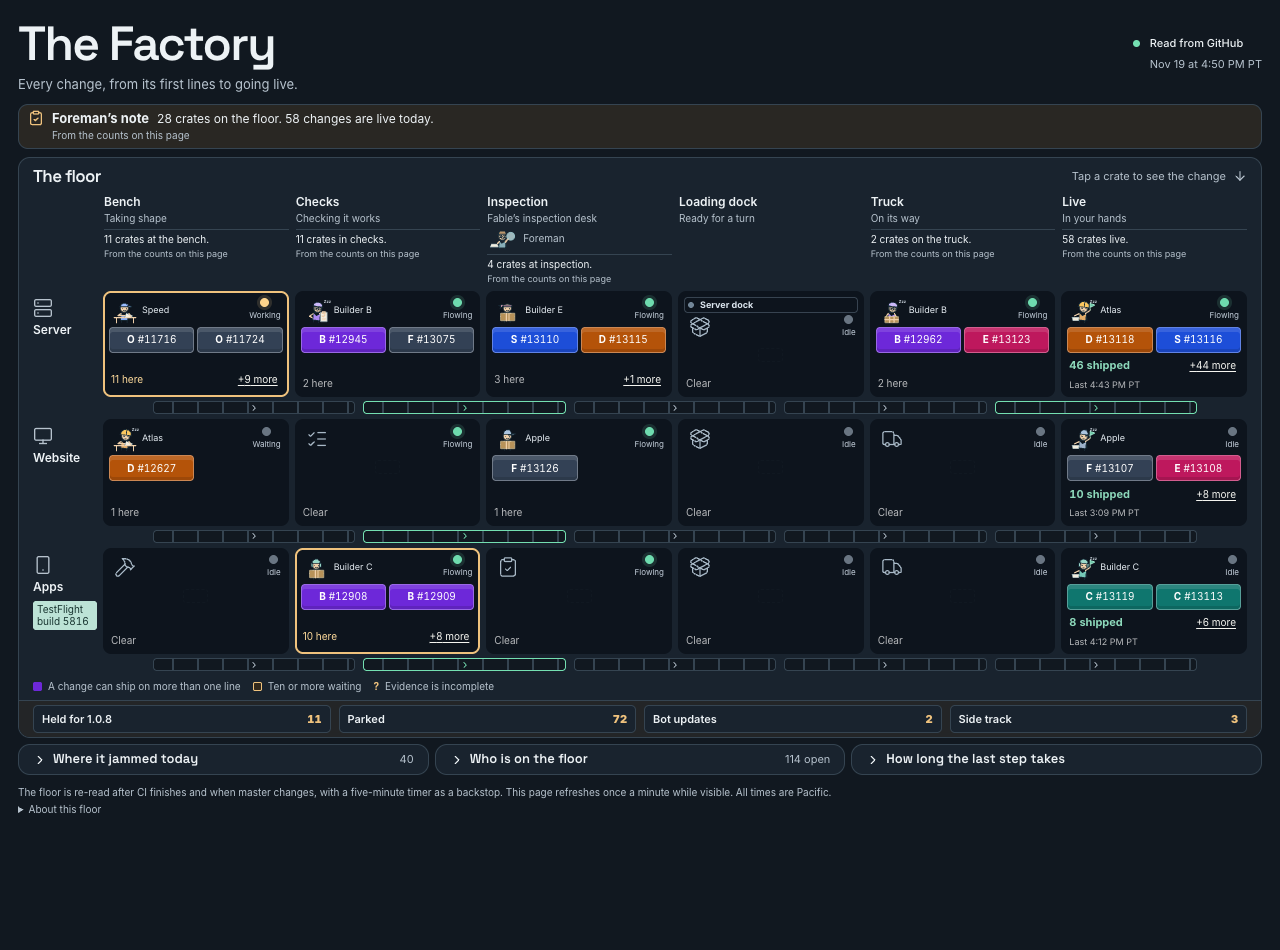 The Factory
Every change, from its first lines to going live.
Read from GitHub
Nov 19 at 4:50 PM PT
Foreman's note 28 crates on the floor. 58 changes are live today.
From the counts on this page
The floor
Tap a crate to see the change
Bench
Taking shape
11 crates at the bench.
From the counts on this page
Checks
Checking it works
11 crates in checks.
From the counts on this page
Inspection
Fable's inspection desk
Foreman
4 crates at inspection.
From the counts on this page
Loading dock
Ready for a turn
Truck
On its way
2 crates on the truck.
From the counts on this page
Live
In your hands
58 crates live.
From the counts on this page
Server
Speed
Working
O #11716
O #11724
11 here
+9 more
Builder B
Flowing
B #12945
F #13075
2 here
Builder E
Flowing
S #13110
D #13115
3 here
+1 more
Server dock
Idle
Clear
Builder B
Flowing
B #12962
E #13123
2 here
Atlas
Flowing
D #13118
S #13116
46 shipped
+44 more
Last 4:43 PM PT
Website
Atlas
Waiting
D #12627
1 here
Flowing
Clear
Apple
Flowing
F #13126
1 here
Idle
Clear
Idle
Clear
Apple
Idle
F #13107
E #13108
10 shipped
+8 more
Last 3:09 PM PT
Apps
TestFlight
build 5816
Idle
Clear
Builder C
Flowing
B #12908
B #12909
10 here
+8 more
Flowing
Clear
Idle
Clear
Idle
Clear
Builder C
Idle
C #13119
C #13113
8 shipped
+6 more
Last 4:12 PM PT
A change can ship on more than one line
Ten or more waiting
? Evidence is incomplete
Held for 1.0.8 11
Parked 72
Bot updates 2
Side track 3
Where it jammed today 40
Who is on the floor 114 open
How long the last step takes
The floor is re-read after CI finishes and when master changes, with a five-minute timer as a backstop. This page refreshes once a minute while visible. All times are Pacific.
About this floor